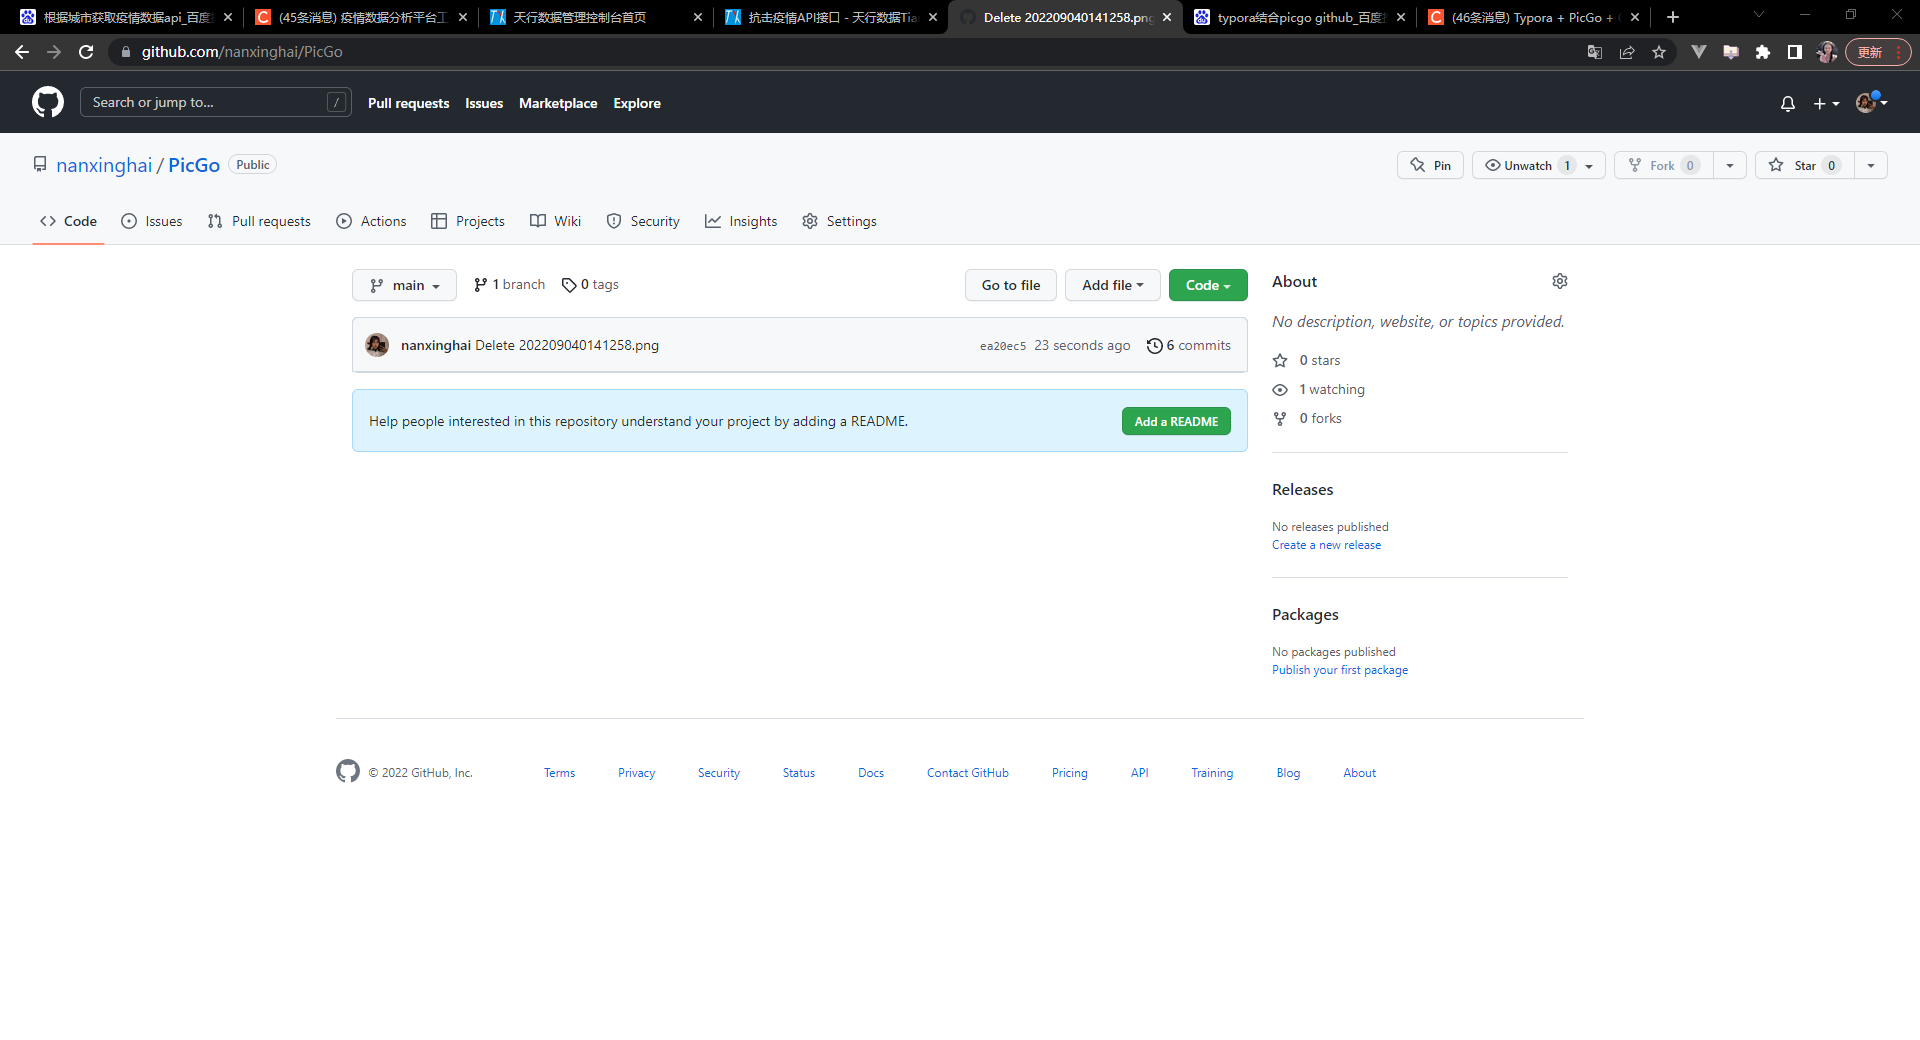 根据城市获取疫情数据api_百度
(45条消息) 疫情数据分析平台工
天行数据管理控制台首页
抗击疫情API接口 - 天行数据Tia
Delete 202209040141258.png
typora结合picgo github_百度
(46条消息) Typora + PicGo +
github.com/nanxinghai/PicGo
更新
Search or jump to...
/
Pull requests
Issues
Marketplace
Explore
nanxinghai / PicGo
Public
Pin
Unwatch 1
Fork 0
Star 0
Code
Issues
Pull requests
Actions
Projects
Wiki
Security
Insights
Settings
main
1 branch
0 tags
Go to file
Add file
Code
nanxinghai Delete 202209040141258.png
ea20ec5 23 seconds ago
6 commits
Help people interested in this repository understand your project by adding a README.
Add a README
About
No description, website, or topics provided.
0 stars
1 watching
0 forks
Releases
No releases published
Create a new release
Packages
No packages published
Publish your first package
© 2022 GitHub, Inc.
Terms
Privacy
Security
Status
Docs
Contact GitHub
Pricing
API
Training
Blog
About